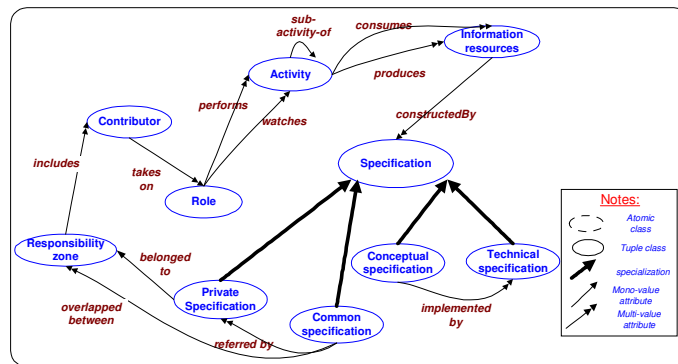 sub-
activity-of
consumes
Information
resources
Activity
produces
performs
watches
constructedBy
Contributor
includes
takes
on
Specification
Role
Notes:
Atomic
class
Tuple class
specialization
Mono-value
attribute
Multi-value
attribute
Responsibility
zone
belonged
to
Conceptual
specification
Technical
specification
Private
Specification
overlapped
between
Common
specification
implemented
by
referred by